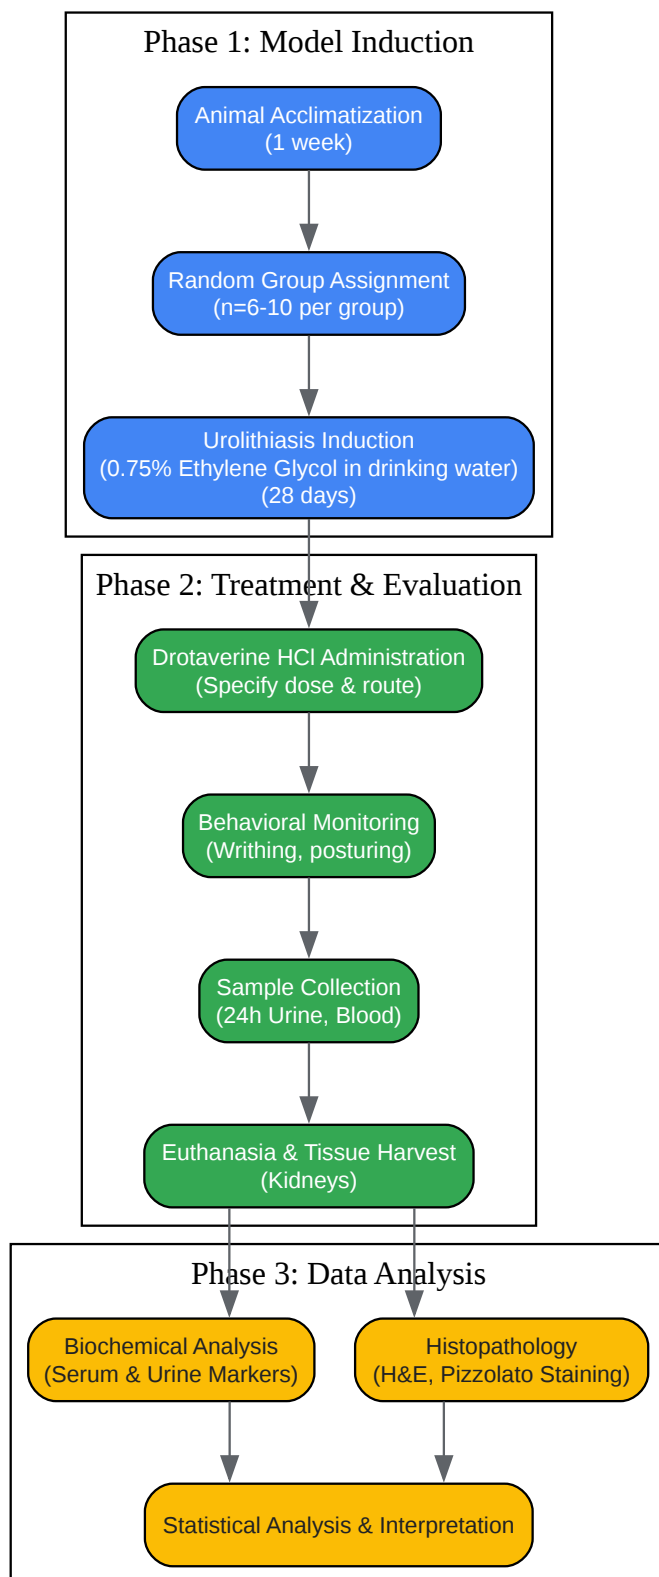 Phase 1: Model Induction
Animal Acclimatization
(1 week)
Random Group Assignment
(n=6-10 per group)
Urolithiasis Induction
(0.75% Ethylene Glycol in drinking water)
(28 days)
Phase 2: Treatment & Evaluation
Drotaverine HCl Administration
(Specify dose & route)
Behavioral Monitoring
(Writhing, posturing)
Sample Collection
(24h Urine, Blood)
Euthanasia & Tissue Harvest
(Kidneys)
Phase 3: Data Analysis
Biochemical Analysis
(Serum & Urine Markers)
Histopathology
(H&E, Pizzolato Staining)
Statistical Analysis & Interpretation